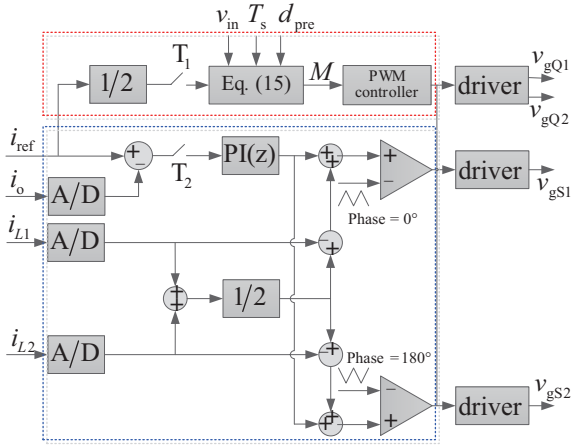 v_in T_s d_pre
1/2
T_1
Eq. (15)
M
PWM
controller
driver
v_gQ1
v_gQ2
i_ref
+
−
T_2
PI(z)
+
+
+
−
driver
v_gS1
i_o
A/D
Phase = 0°
i_L1
A/D
−
+
+
+
1/2
i_L2
A/D
−
+
Phase = 180°
−
+
+
+
driver
v_gS2